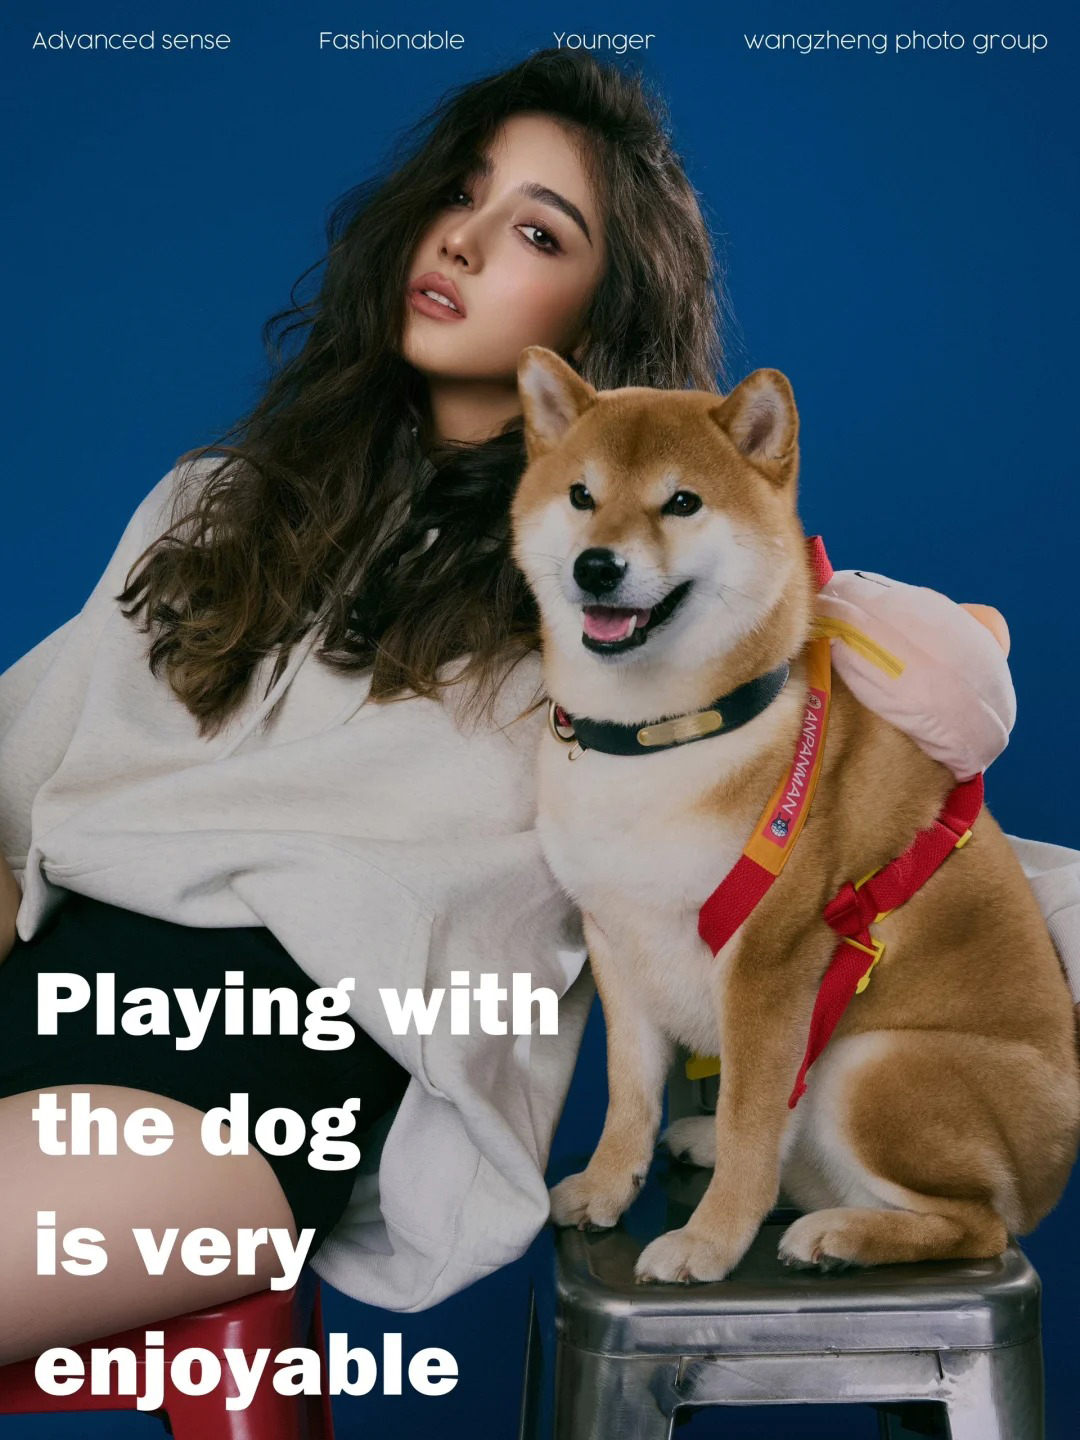 Advanced sense Fashionable Younger wangzheng photo group
ANPANMAN
Playing with
the dog
is very
enjoyable